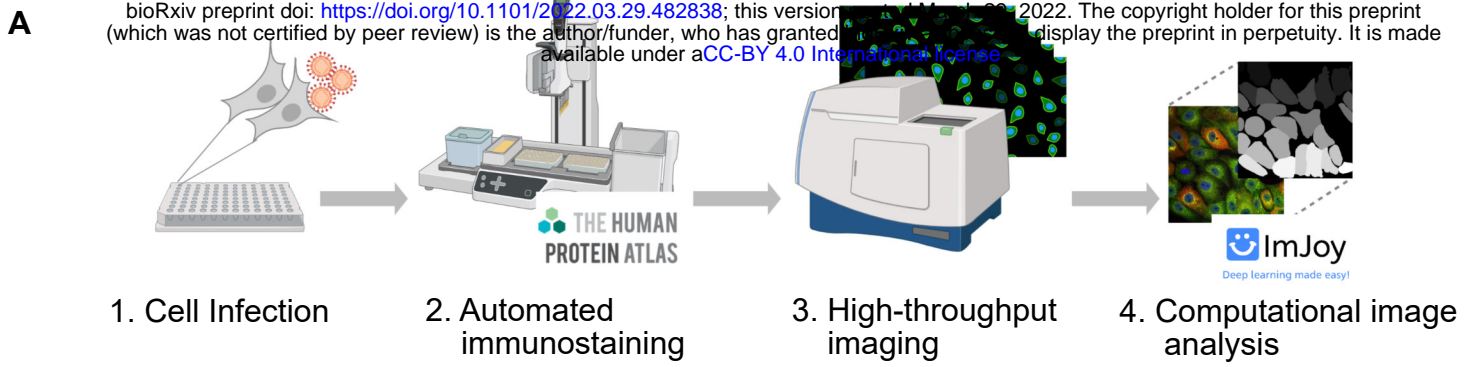 A
bioRxiv preprint doi: https://doi.org/10.1101/2022.03.29.482838; this version 2022. The copyright holder for this preprint
(which was not certified by peer review) is the author/funder, who has granted display the preprint in perpetuity. It is made
available under aCC-BY 4.0 International license
THE HUMAN
PROTEIN ATLAS
ImJoy
Deep learning made easy!
1. Cell Infection
2. Automated
immunostaining
3. High-throughput
imaging
4. Computational image
analysis